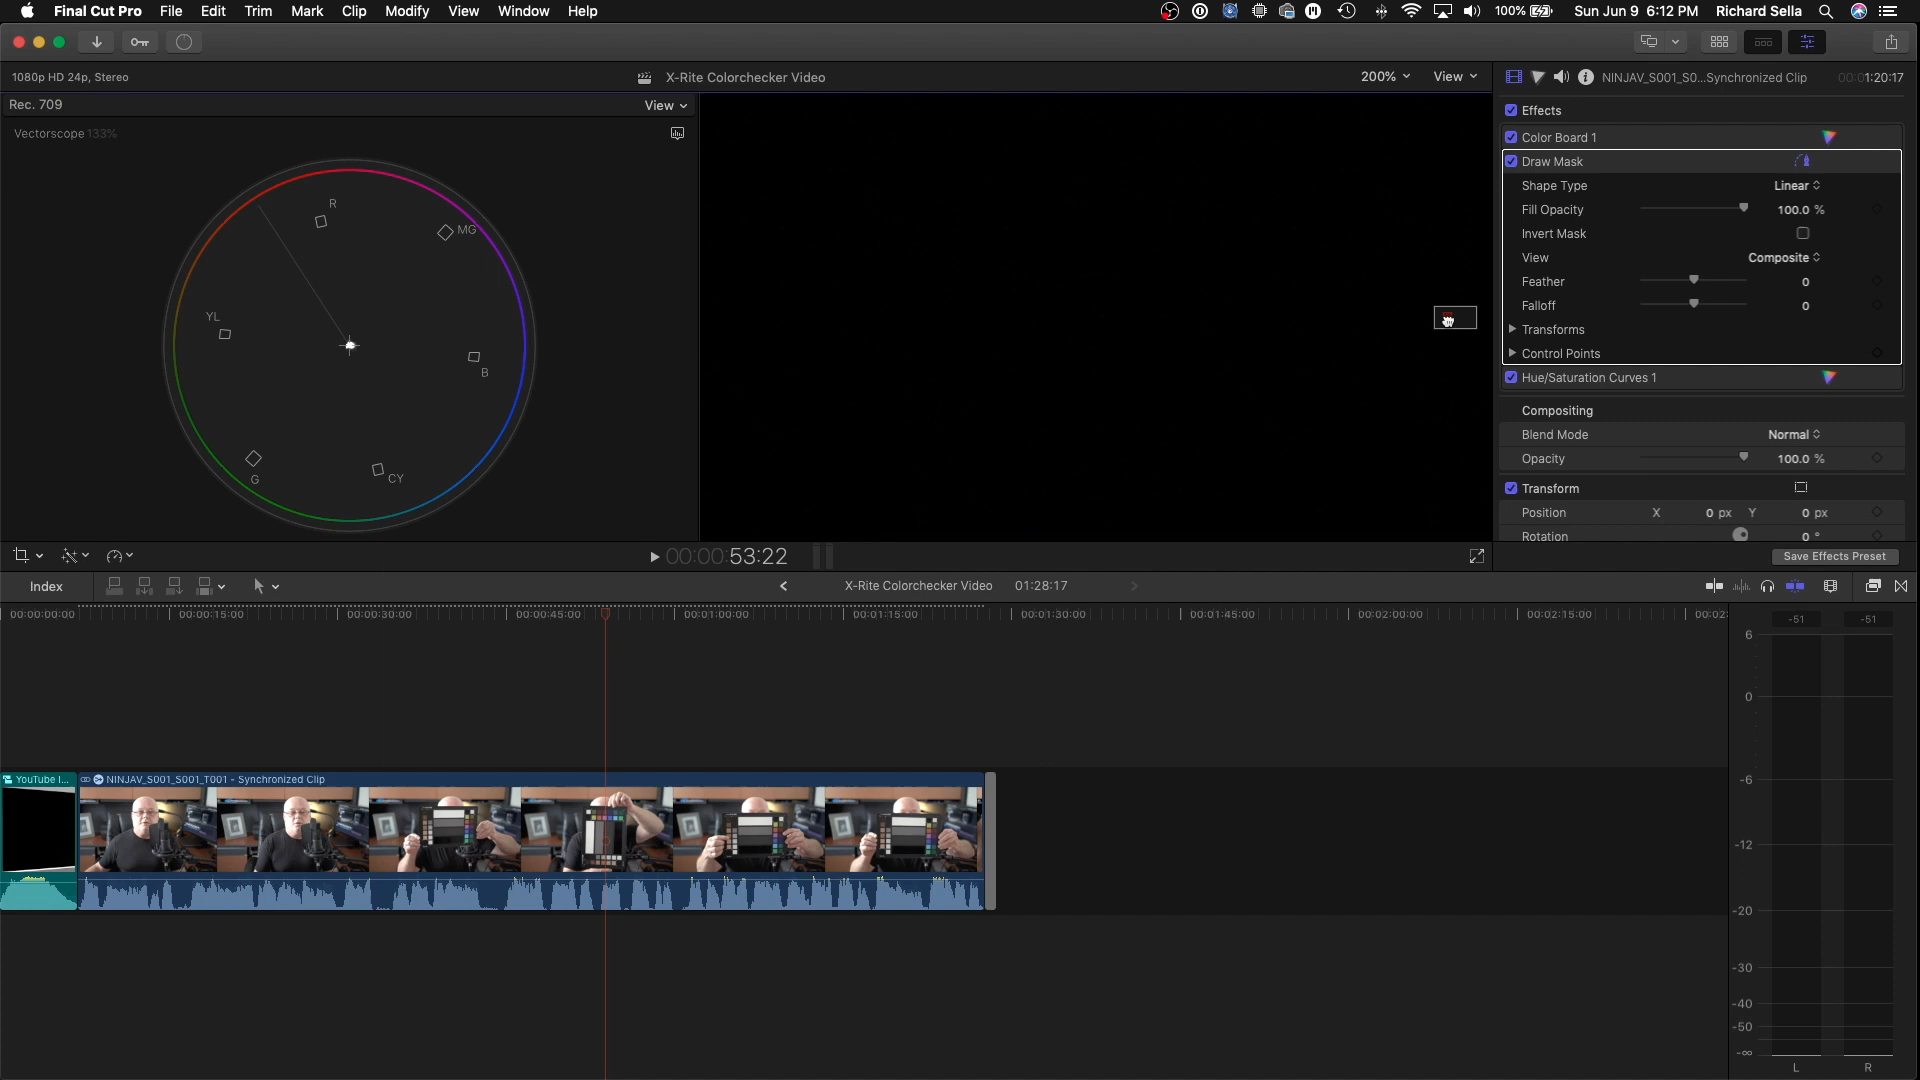 Final Cut Pro File Edit Trim Mark Clip Modify View Window Help 100% Sun Jun 9 6:12 PM Richard Sella
1080p HD 24p, Stereo X-Rite Colorchecker Video 200% View NINJAV_S001_S0...Synchronized Clip 00:01:20:17
Rec. 709 View
Effects
Vectorscope 133%
Color Board 1
Draw Mask
Shape Type Linear
Fill Opacity 100.0 %
Invert Mask
View Composite
Feather 0
Falloff 0
Transforms
Control Points
Hue/Saturation Curves 1
R
MG
YL
B
G
CY
Compositing
Blend Mode Normal
Opacity 100.0 %
Transform
Position X 0 px Y 0 px
Rotation 0 °
00:00:53:22
Save Effects Preset
Index X-Rite Colorchecker Video 01:28:17
00:00:00:00 00:00:15:00 00:00:30:00 00:00:45:00 00:01:00:00 00:01:15:00 00:01:30:00 00:01:45:00 00:02:00:00 00:02:15:00 00:02:
-51 -51
6
0
-6
-12
-20
-30
-40
-50
-∞
L R
YouTube I... NINJAV_S001_S001_T001 - Synchronized Clip